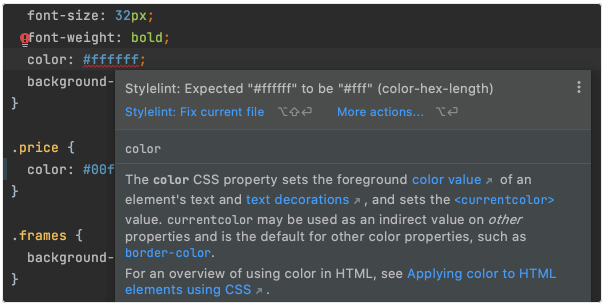 font-size: 32px;
font-weight: bold;
color: #ffffff;
background-
}
Stylelint: Expected "#ffffff" to be "#fff" (color-hex-length)
Stylelint: Fix current file ⌥⇧⏎ More actions... ⌥⏎
color
.price {
color: #00f
}
The color CSS property sets the foreground color value↗ of an
element's text and text decorations↗, and sets the <currentcolor>
value. currentcolor may be used as an indirect value on other
properties and is the default for other color properties, such as
border-color.
For an overview of using color in HTML, see Applying color to HTML
elements using CSS↗.
.frames {
background-
}